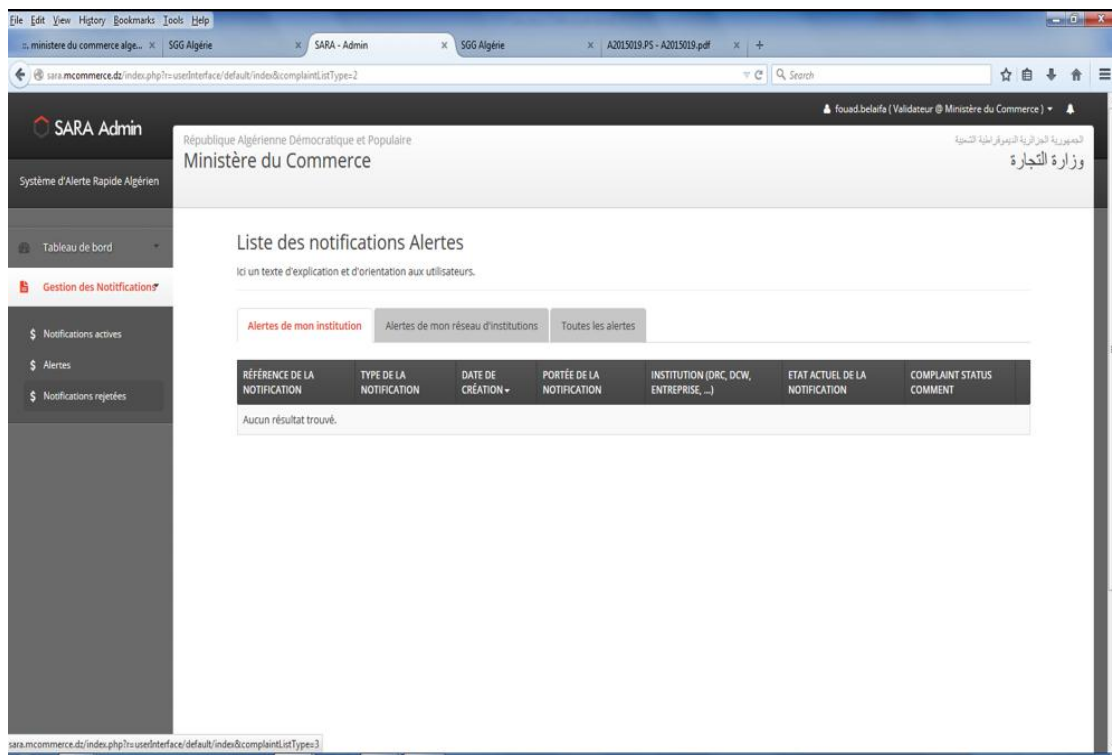 File Edit View History Bookmarks Tools Help
::. ministere du commerce alge... × SGG Algérie × SARA - Admin × SGG Algérie × A2015019.PS - A2015019.pdf × +
sara.mcommerce.dz/index.php?r=userInterface/default/index&complaintListType=2 Search
fouad.belaifa ( Validateur @ Ministère du Commerce )
SARA Admin
République Algérienne Démocratique et Populaire
الجمهورية الجزائرية الديموقراطية الشعبية
Ministère du Commerce
وزارة التجارة
Système d'Alerte Rapide Algérien
Tableau de bord
Gestion des Notitfications
$ Notifications actives
$ Alertes
$ Notifications rejetées
Liste des notifications Alertes
Ici un texte d'explication et d'orientation aux utilisateurs.
Alertes de mon institution Alertes de mon réseau d'institutions Toutes les alertes
RÉFÉRENCE DE LA NOTIFICATION
TYPE DE LA NOTIFICATION
DATE DE CRÉATION
PORTÉE DE LA NOTIFICATION
INSTITUTION (DRC, DCW, ENTREPRISE, ...)
ETAT ACTUEL DE LA NOTIFICATION
COMPLAINT STATUS COMMENT
Aucun résultat trouvé.
sara.mcommerce.dz/index.php?r=userInterface/default/index&complaintListType=3